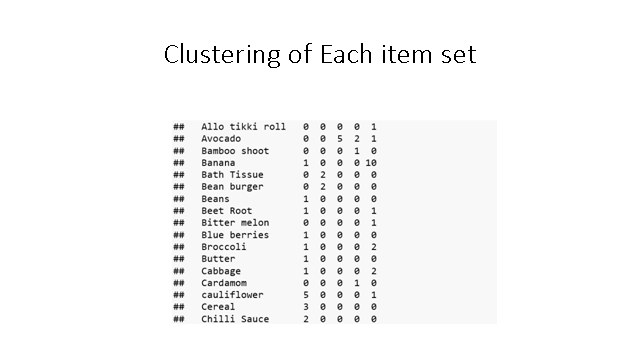 Clustering of Each item set
## Allo tikki roll 0 0 0 0 1
## Avocado 0 0 5 2 1
## Bamboo shoot 0 0 0 1 0
## Banana 1 0 0 0 10
## Bath Tissue 0 2 0 0 0
## Bean burger 0 2 0 0 0
## Beans 1 0 0 0 0
## Beet Root 1 0 0 0 1
## Bitter melon 0 0 0 0 1
## Blue berries 1 0 0 0 0
## Broccoli 1 0 0 0 2
## Butter 1 0 0 0 0
## Cabbage 1 0 0 0 2
## Cardamom 0 0 0 1 0
## cauliflower 5 0 0 0 1
## Cereal 3 0 0 0 0
## Chilli Sauce 2 0 0 0 0